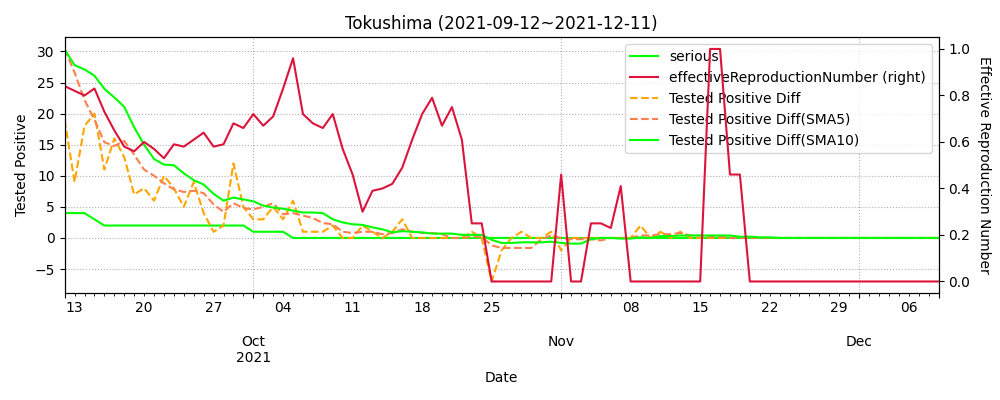 Tokushima (2021-09-12~2021-12-11)
30
25
20
15
10
5
0
−5
Tested Positive
serious
effectiveReproductionNumber (right)
Tested Positive Diff
Tested Positive Diff(SMA5)
Tested Positive Diff(SMA10)
1.0
0.8
0.6
0.4
0.2
0.0
Effective Reproduction Number
13 20 27 04 11 18 25 08 15 22 29 06
Oct Nov Dec
2021
Date